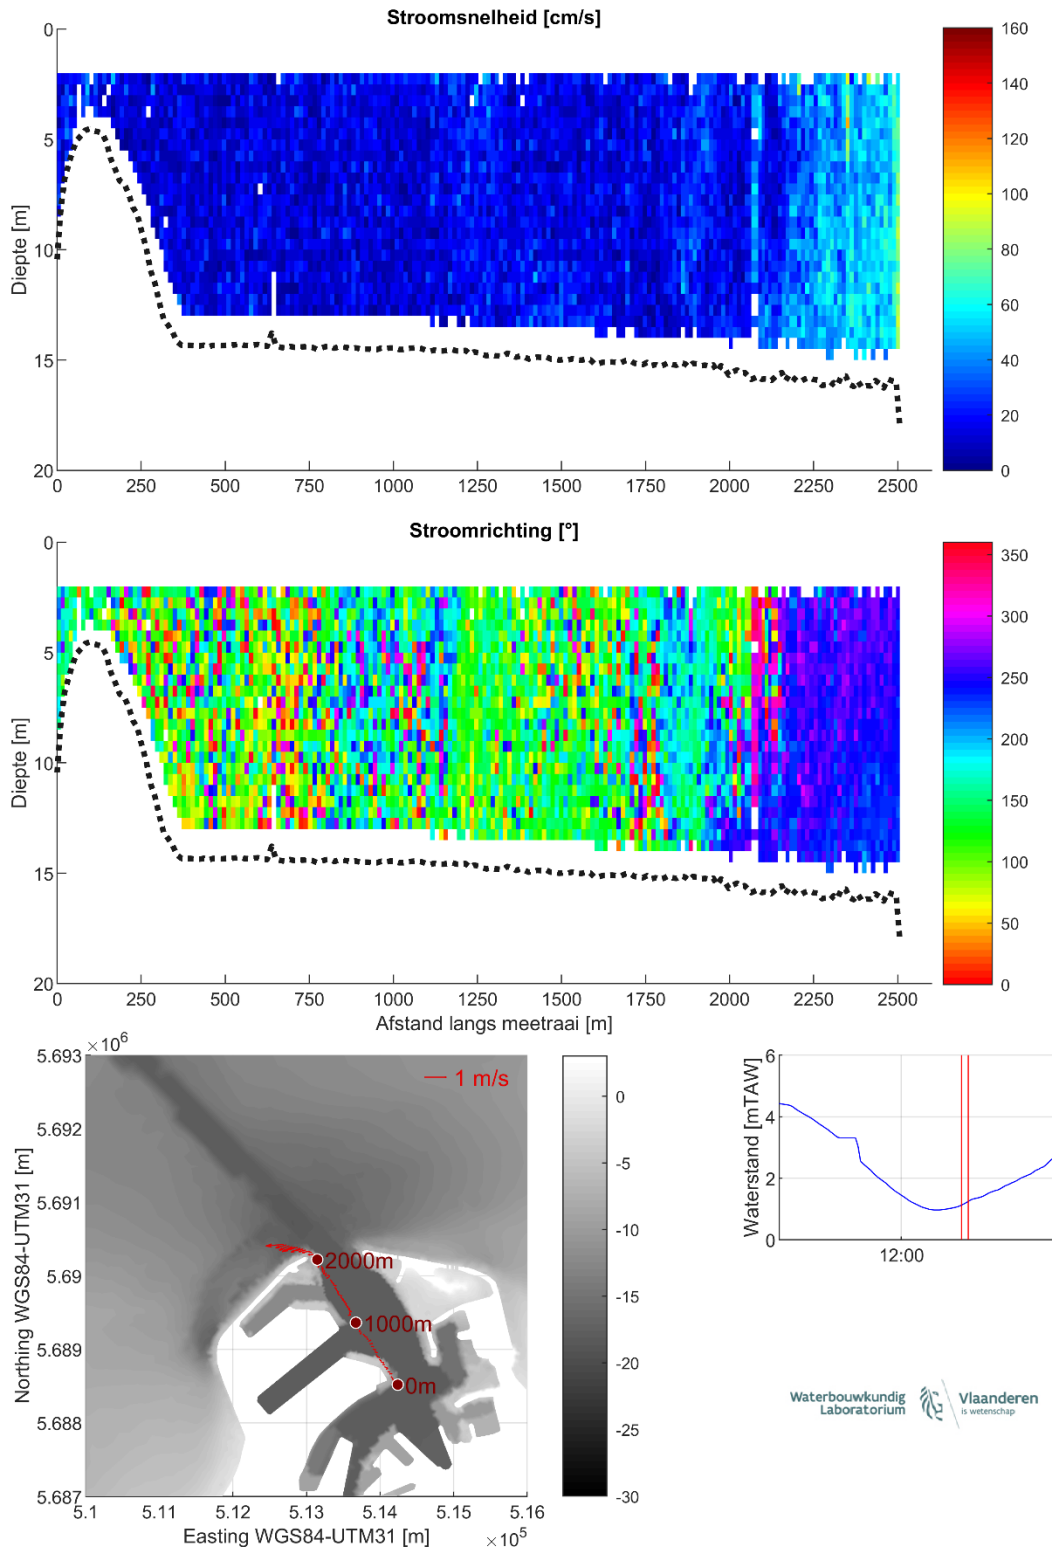 Stroomsnelheid [cm/s]
0
5
10
15
20
Diepte [m]
0 250 500 750 1000 1250 1500 1750 2000 2250 2500
160
140
120
100
80
60
40
20
0
Stroomrichting [°]
0
5
10
15
20
Diepte [m]
0 250 500 750 1000 1250 1500 1750 2000 2250 2500
Afstand langs meetraai [m]
350
300
250
200
150
100
50
0
×10⁶
5.693
5.692
5.691
5.69
5.689
5.688
5.687
Northing WGS84-UTM31 [m]
1 m/s
2000m
1000m
0m
5.1 5.11 5.12 5.13 5.14 5.15 5.16
Easting WGS84-UTM31 [m]
×10⁵
0
-5
-10
-15
-20
-25
-30
6
4
2
0
Waterstand [mTAW]
12:00
Waterbouwkundig
Laboratorium
Vlaanderen
is wetenschap